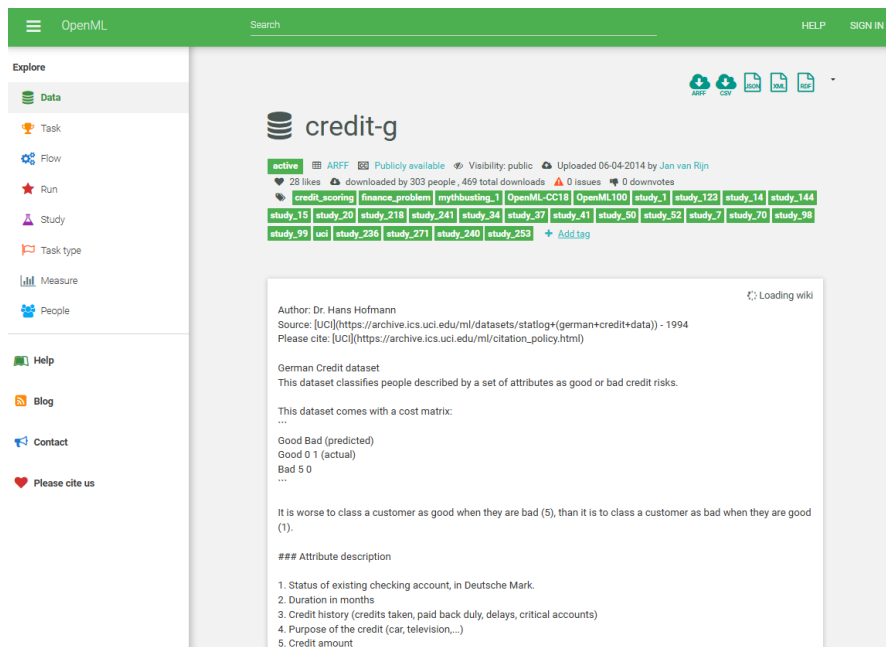 OpenML
Search
HELP SIGN IN
Explore
Data
Task
Flow
Run
Study
Task type
Measure
People
Help
Blog
Contact
Please cite us
ARFF CSV JSON XML RDF
credit-g
active ARFF Publicly available Visibility: public Uploaded 06-04-2014 by Jan van Rijn
28 likes downloaded by 303 people , 469 total downloads 0 issues 0 downvotes
credit_scoring finance_problem mythbusting_1 OpenML-CC18 OpenML100 study_1 study_123 study_14 study_144
study_15 study_20 study_218 study_241 study_34 study_37 study_41 study_50 study_52 study_7 study_70 study_98
study_99 uci study_236 study_271 study_240 study_253 + Add tag
Loading wiki
Author: Dr. Hans Hofmann
Source: [UCI](https://archive.ics.uci.edu/ml/datasets/statlog+(german+credit+data)) - 1994
Please cite: [UCI](https://archive.ics.uci.edu/ml/citation_policy.html)
German Credit dataset
This dataset classifies people described by a set of attributes as good or bad credit risks.
This dataset comes with a cost matrix:
```
Good Bad (predicted)
Good 0 1 (actual)
Bad 5 0
```
It is worse to class a customer as good when they are bad (5), than it is to class a customer as bad when they are good
(1).
### Attribute description
1. Status of existing checking account, in Deutsche Mark.
2. Duration in months
3. Credit history (credits taken, paid back duly, delays, critical accounts)
4. Purpose of the credit (car, television,...)
5. Credit amount